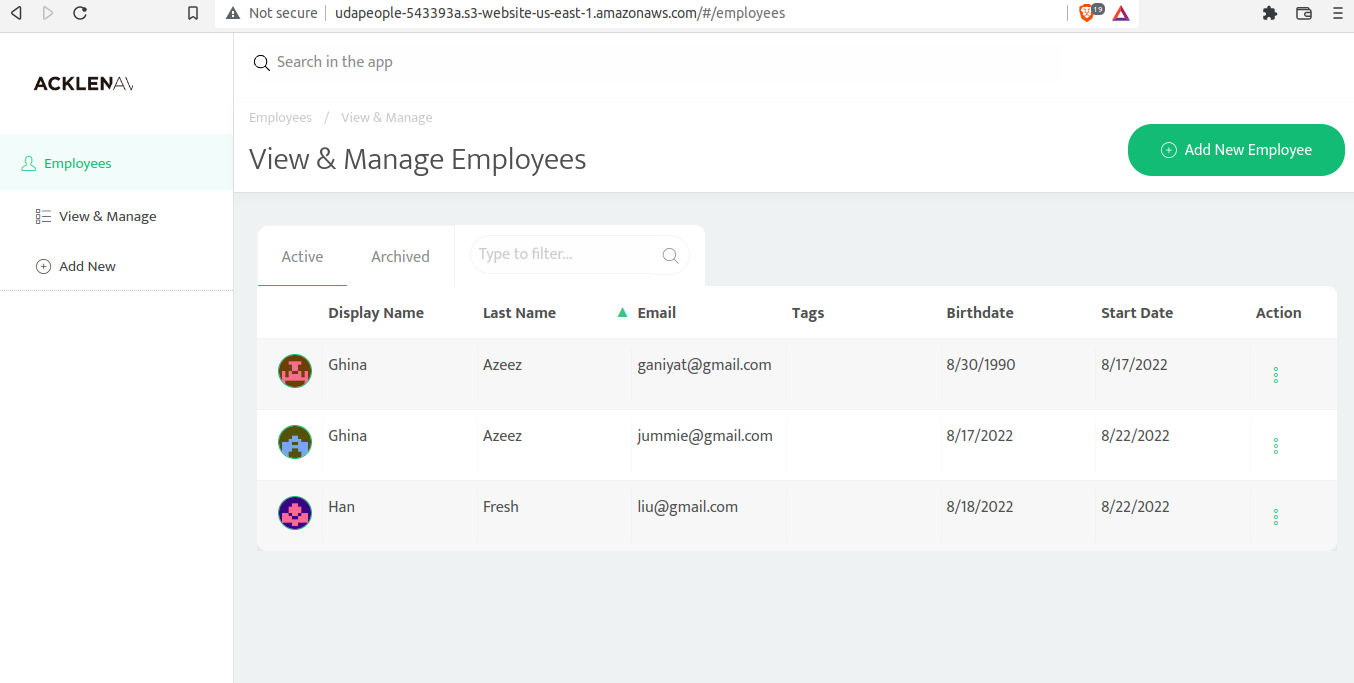 Not secure udapeople-543393a.s3-website-us-east-1.amazonaws.com/#/employees 19
ACKLENAV
Search in the app
Employees / View & Manage
View & Manage Employees
Add New Employee
Employees
View & Manage
Add New
Active Archived Type to filter...
Display Name Last Name Email Tags Birthdate Start Date Action
Ghina Azeez ganiyat@gmail.com 8/30/1990 8/17/2022
Ghina Azeez jummie@gmail.com 8/17/2022 8/22/2022
Han Fresh liu@gmail.com 8/18/2022 8/22/2022